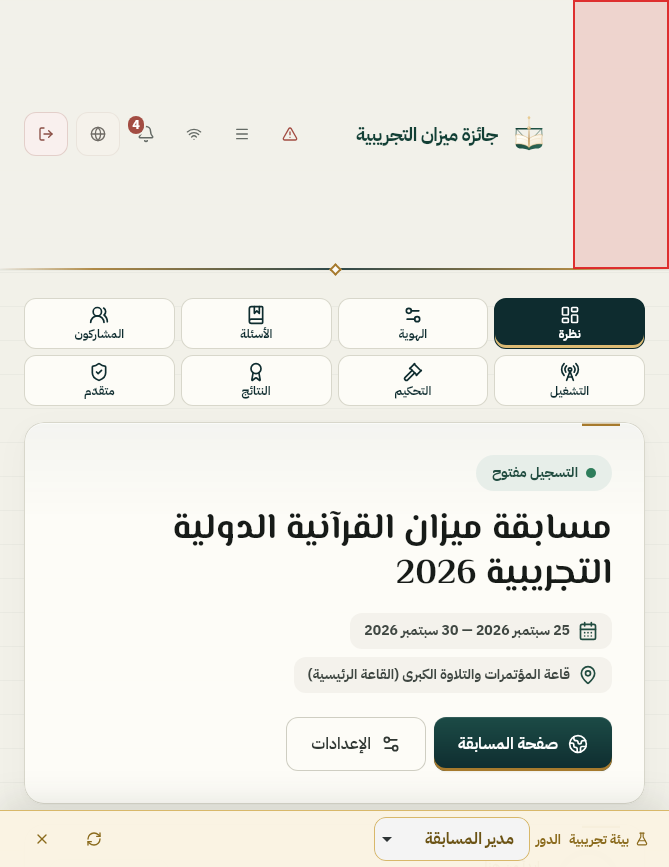 جائزة ميزان التجريبية
4
نظرة
الهوية
الأسئلة
المشاركون
التشغيل
التحكيم
النتائج
متقدم
التسجيل مفتوح
مسابقة ميزان القرآنية الدولية
التجريبية 2026
25 سبتمبر 2026 — 30 سبتمبر 2026
قاعة المؤتمرات والتلاوة الكبرى (القاعة الرئيسية)
صفحة المسابقة
الإعدادات
بيئة تجريبية الدور مدير المسابقة